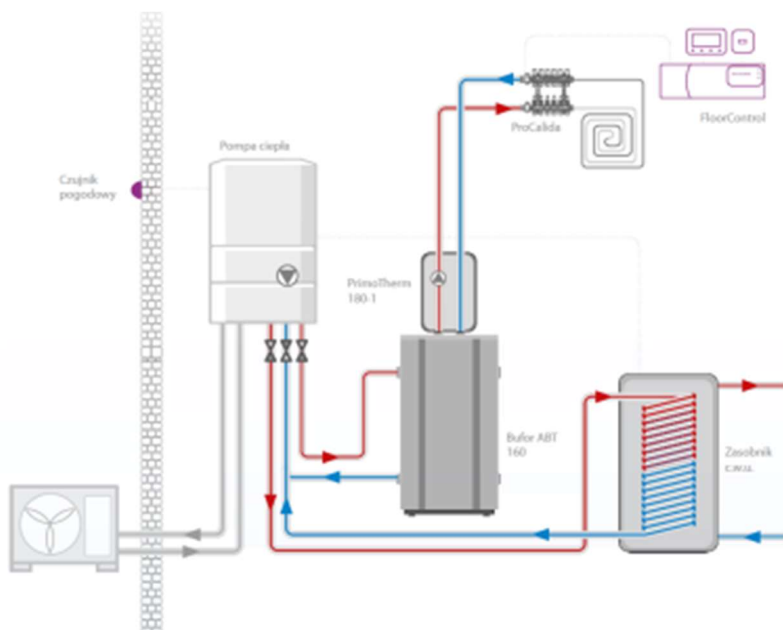 ProCalida
FloorControl
Pompa ciepła
Czujnik
pogodowy
PrimoTherm
180-1
Bufor ABT
160
Zasobnik
c.w.u.